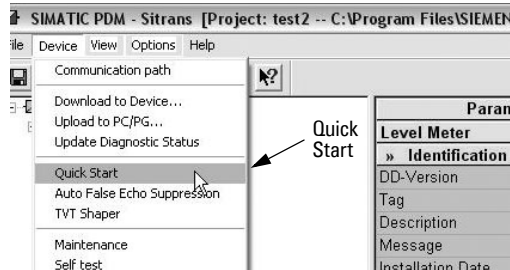 SIMATIC PDM - Sitrans [Project: test2 -- C:\Program Files\SIEMEN
File Device View Options Help
Communication path
Download to Device...
Upload to PC/PG...
Update Diagnostic Status
Quick Start
Auto False Echo Suppression
TVT Shaper
Maintenance
Self test
Quick
Start
Param
Level Meter
» Identification
DD-Version
Tag
Description
Message
Installation Date